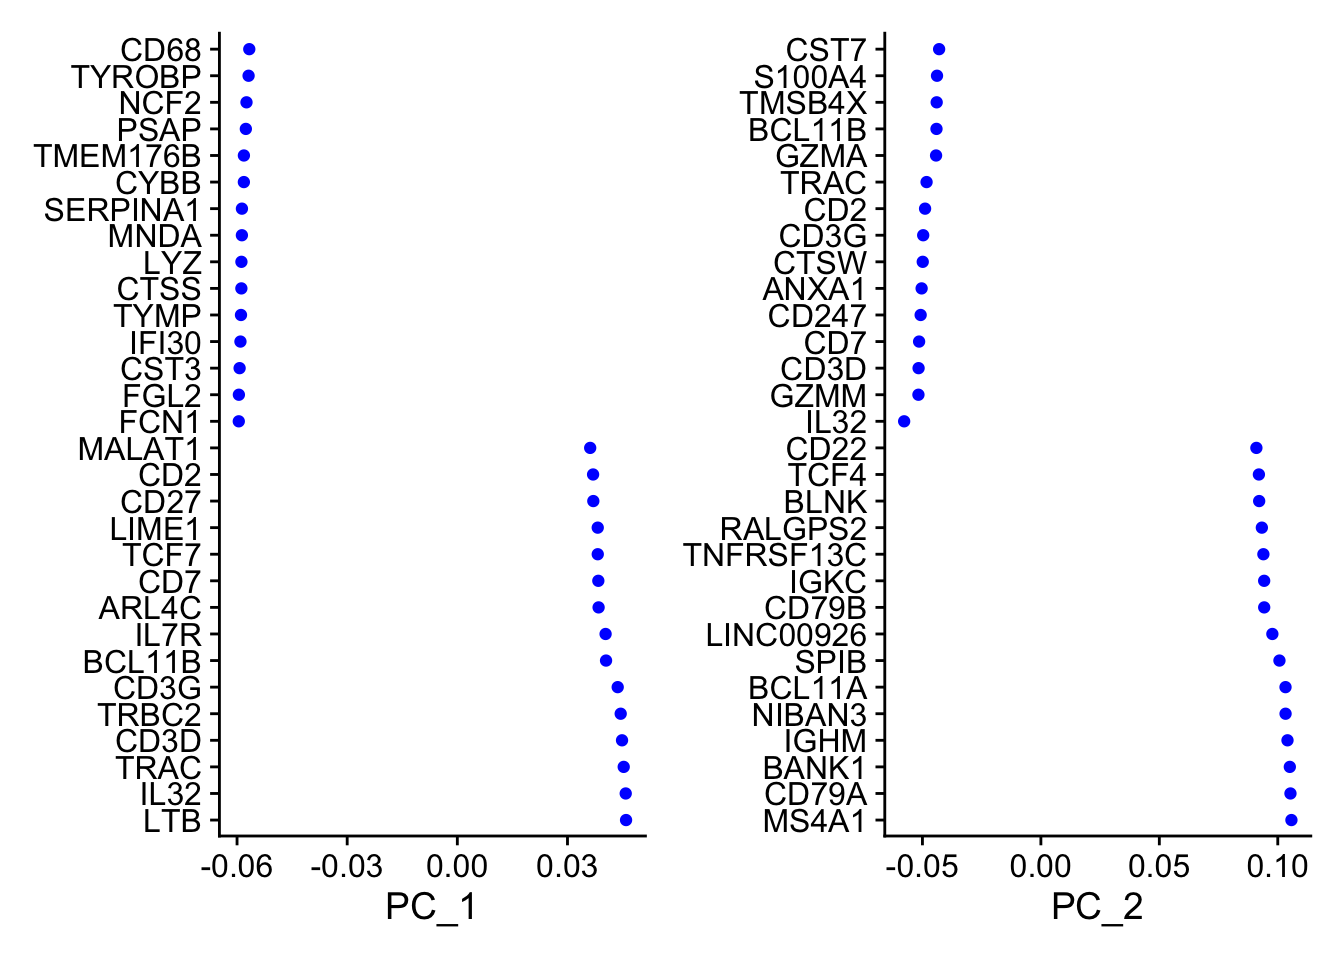 CD68
TYROBP
NCF2
PSAP
TMEM176B
CYBB
SERPINA1
MNDA
LYZ
CTSS
TYMP
IFI30
CST3
FGL2
FCN1
MALAT1
CD2
CD27
LIME1
TCF7
CD7
ARL4C
IL7R
BCL11B
CD3G
TRBC2
CD3D
TRAC
IL32
LTB
-0.06 -0.03 0.00 0.03
PC_1
CST7
S100A4
TMSB4X
BCL11B
GZMA
TRAC
CD2
CD3G
CTSW
ANXA1
CD247
CD7
CD3D
GZMM
IL32
CD22
TCF4
BLNK
RALGPS2
TNFRSF13C
IGKC
CD79B
LINC00926
SPIB
BCL11A
NIBAN3
IGHM
BANK1
CD79A
MS4A1
-0.05 0.00 0.05 0.10
PC_2